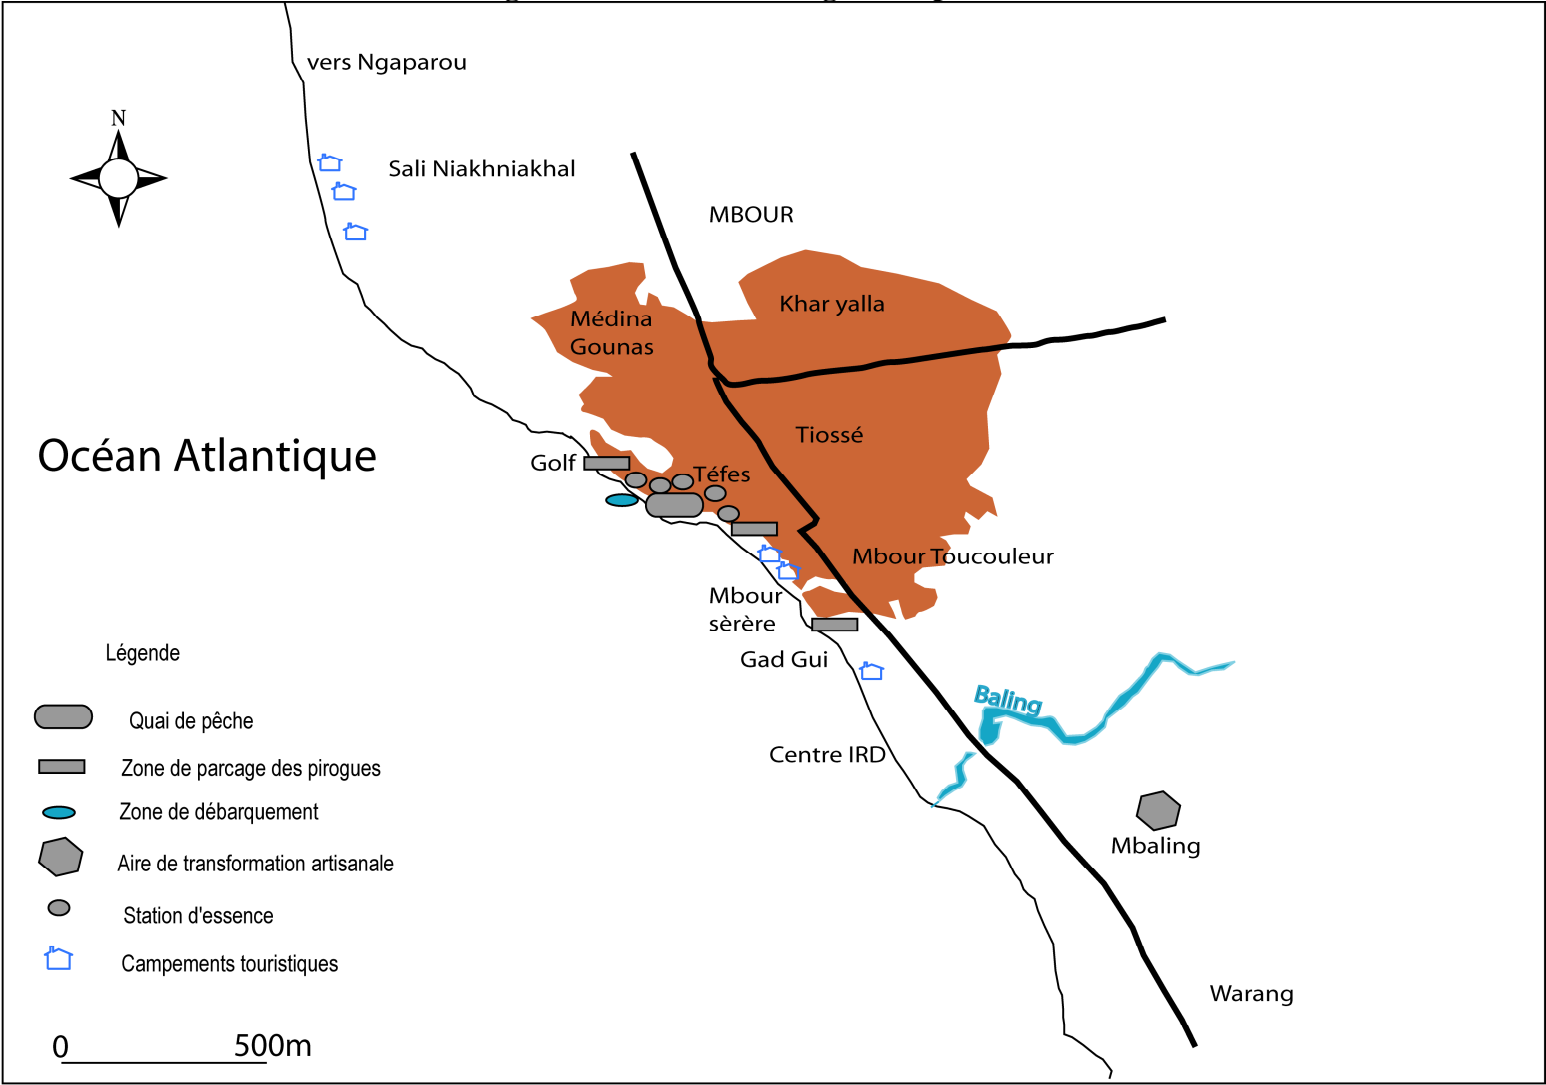 N
vers Ngaparou
Sali Niakhniakhal
MBOUR
Khar yalla
Médina
Gounas
Tiossé
Océan Atlantique
Golf
Téfes
Mbour Toucouleur
Mbour
sèrère
Gad Gui
Baling
Centre IRD
Mbaling
Warang
Légende
Quai de pêche
Zone de parcage des pirogues
Zone de débarquement
Aire de transformation artisanale
Station d'essence
Campements touristiques
0 500m